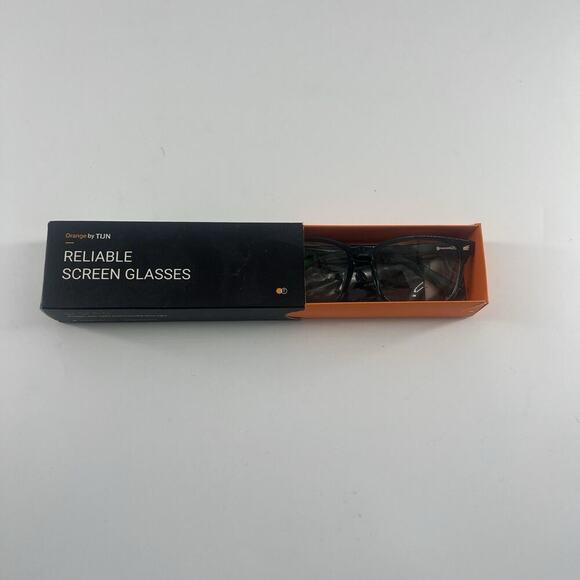 Orange by TIJN
RELIABLE
SCREEN GLASSES